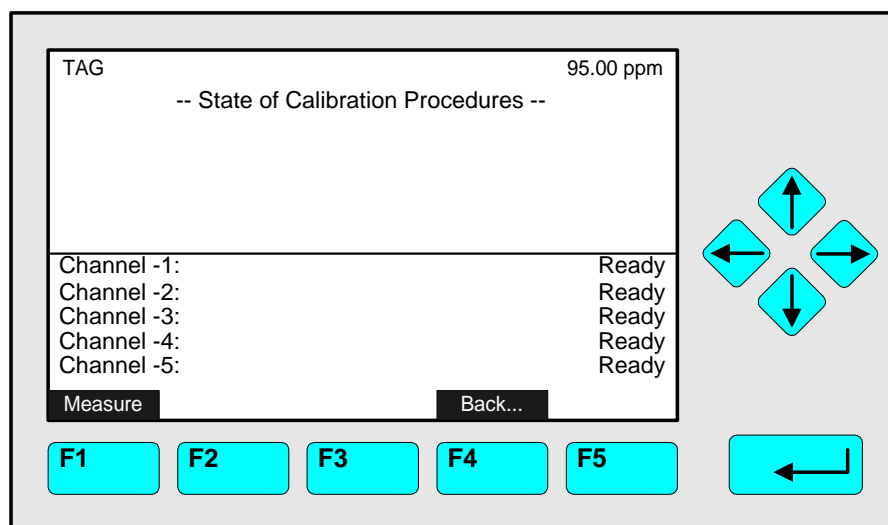 TAG 95.00 ppm
-- State of Calibration Procedures --
Channel -1: Ready
Channel -2: Ready
Channel -3: Ready
Channel -4: Ready
Channel -5: Ready
Measure Back...
F1 F2 F3 F4 F5